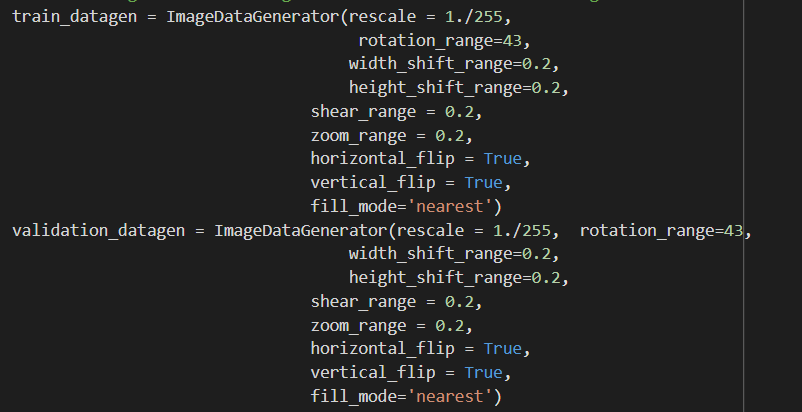 train_datagen = ImageDataGenerator(rescale = 1./255,
rotation_range=43,
width_shift_range=0.2,
height_shift_range=0.2,
shear_range = 0.2,
zoom_range = 0.2,
horizontal_flip = True,
vertical_flip = True,
fill_mode='nearest')
validation_datagen = ImageDataGenerator(rescale = 1./255,  rotation_range=43,
width_shift_range=0.2,
height_shift_range=0.2,
shear_range = 0.2,
zoom_range = 0.2,
horizontal_flip = True,
vertical_flip = True,
fill_mode='nearest')